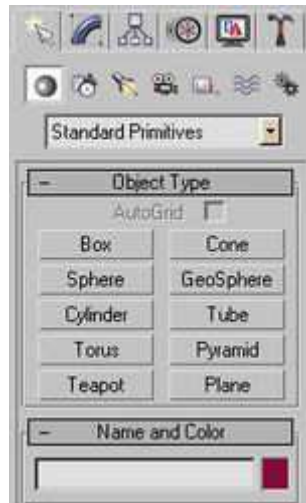 Standard Primitives
- Object Type
AutoGrid
Box Cone
Sphere GeoSphere
Cylinder Tube
Torus Pyramid
Teapot Plane
- Name and Color